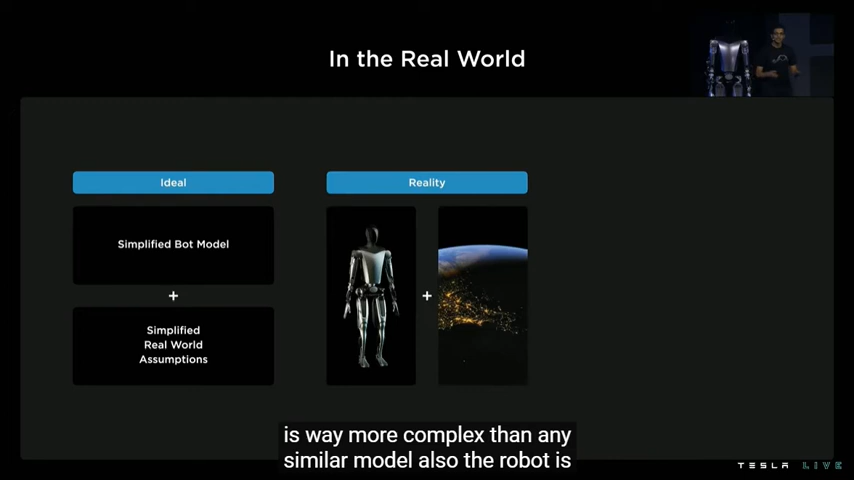 In the Real World
Ideal
Reality
Simplified Bot Model
+
+
Simplified
Real World
Assumptions
is way more complex than any
similar model also the robot is
TESLA LIVE